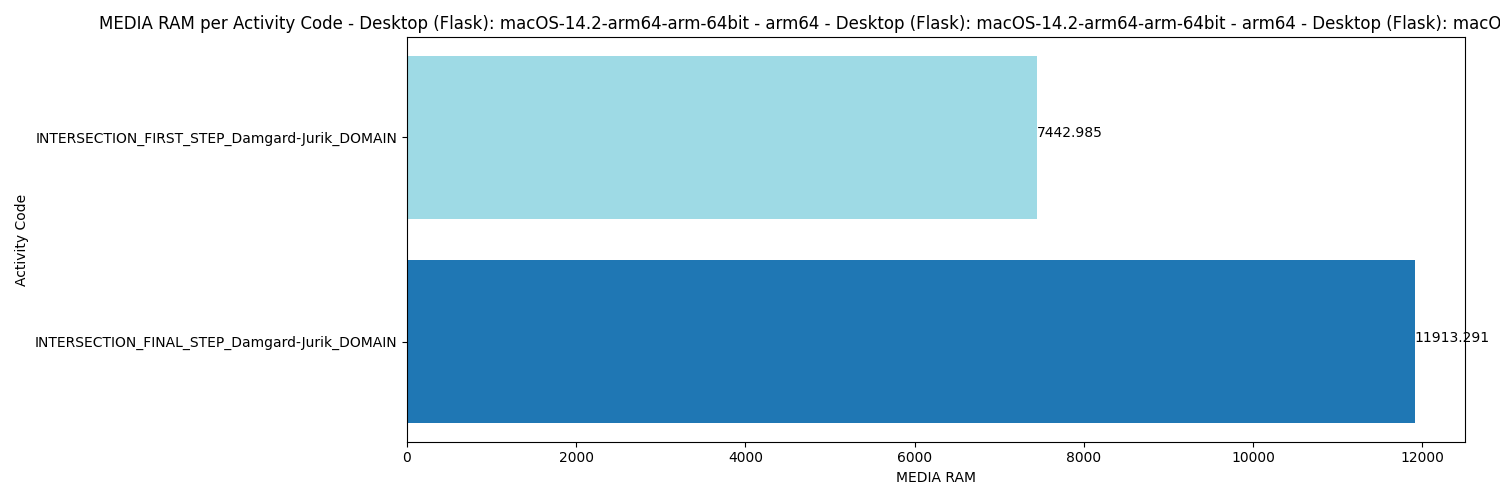 MEDIA RAM per Activity Code - Desktop (Flask): macOS-14.2-arm64-arm-64bit - arm64 - Desktop (Flask): macOS-14.2-arm64-arm-64bit - arm64 - Desktop (Flask): macO
INTERSECTION_FIRST_STEP_Damgard-Jurik_DOMAIN
7442.985
Activity Code
INTERSECTION_FINAL_STEP_Damgard-Jurik_DOMAIN
11913.291
0 2000 4000 6000 8000 10000 12000
MEDIA RAM